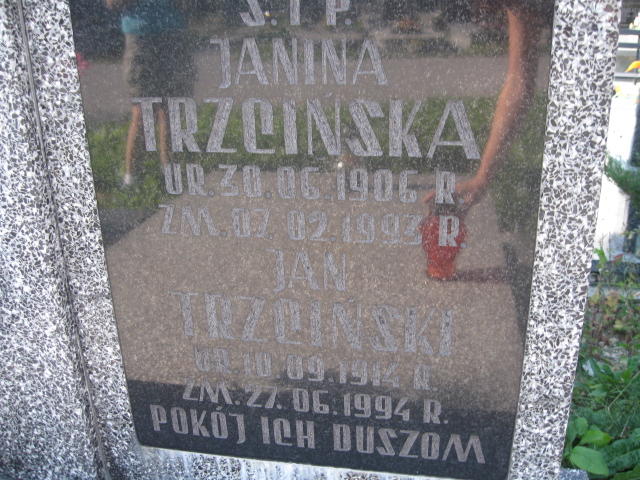 Ś. † P.
JANINA
TRZCIŃSKA
UR. 20.06.1906 R.
ZM. 07.02.1993 R.
JAN
TRZCIŃSKI
UR. 10.09.1914 R.
ZM. 27.06.1994 R.
POKÓJ ICH DUSZOM